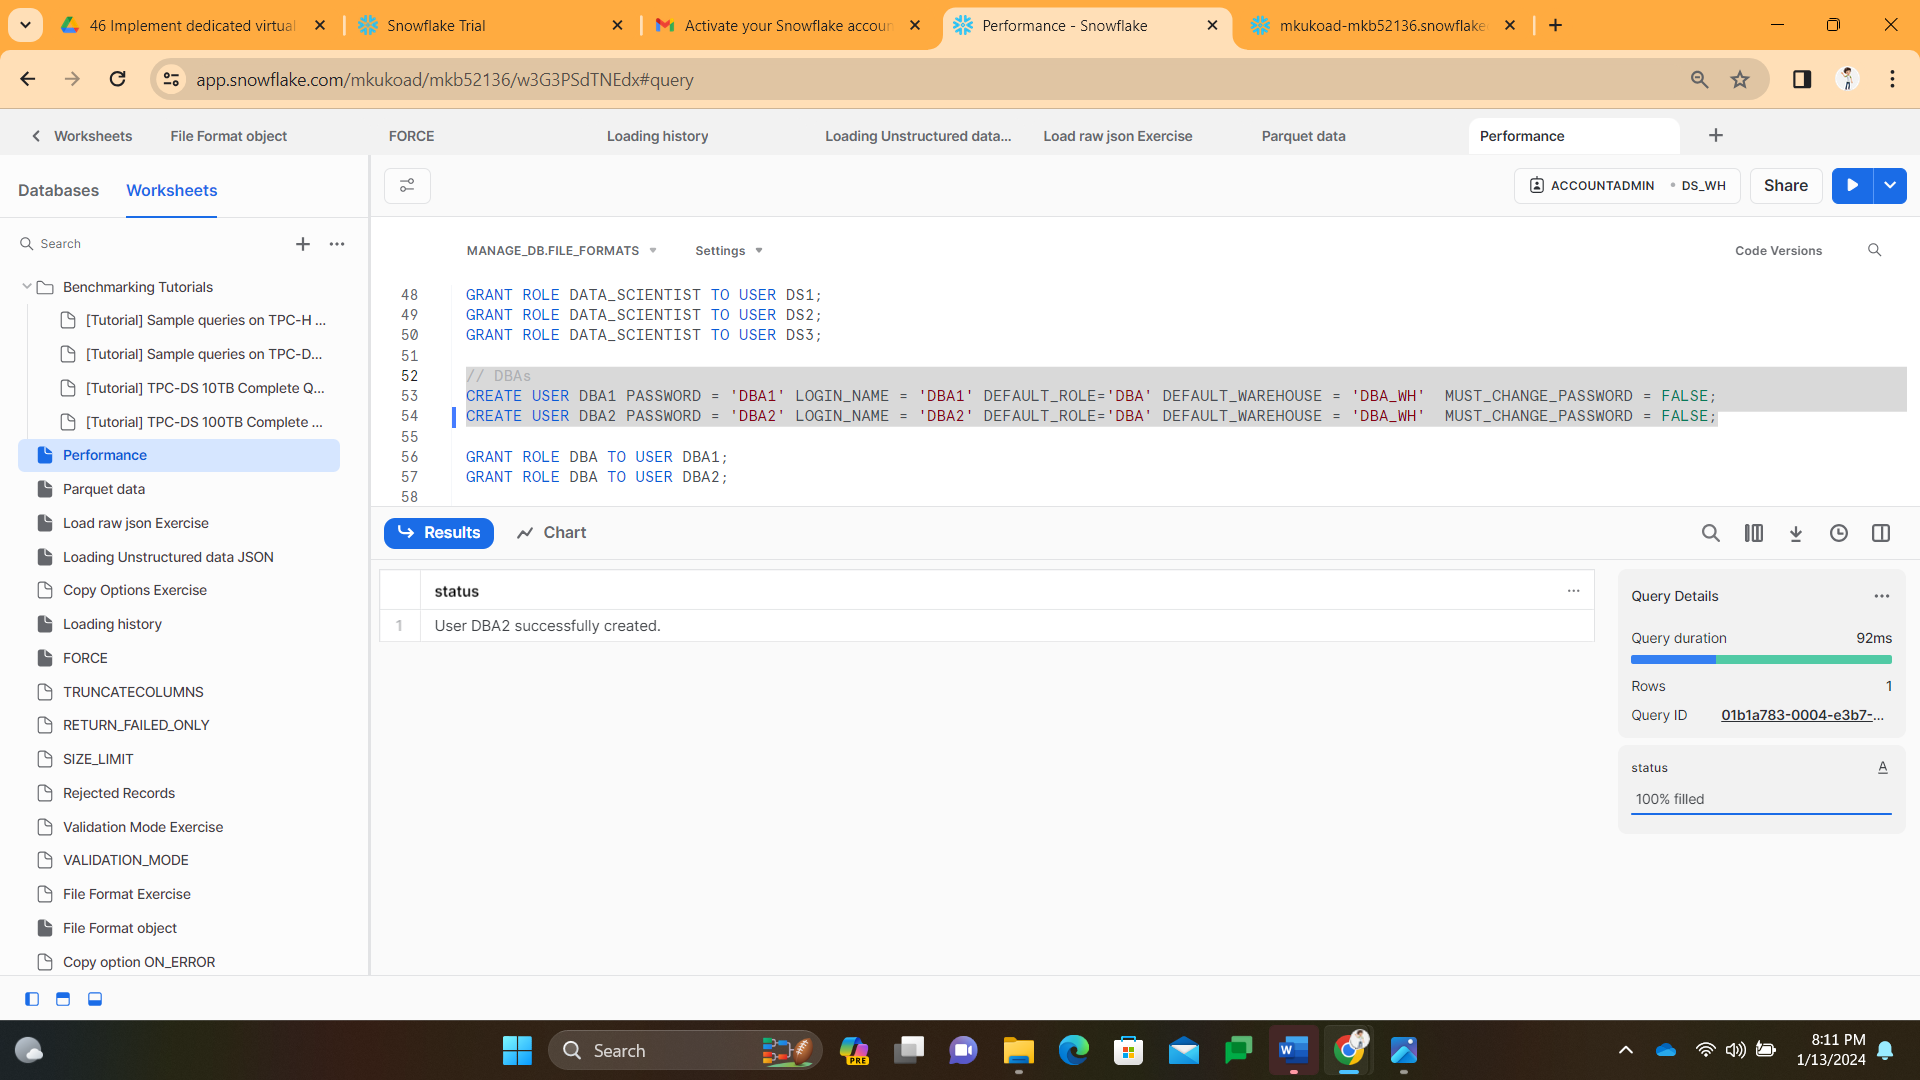 46 Implement dedicated virtual
Snowflake Trial
Activate your Snowflake accoun
Performance - Snowflake
mkukoad-mkb52136.snowflake
app.snowflake.com/mkukoad/mkb52136/w3G3PSdTNEdx#query
Worksheets
File Format object
FORCE
Loading history
Loading Unstructured data...
Load raw json Exercise
Parquet data
Performance
Databases
Worksheets
ACCOUNTADMIN
DS_WH
Share
Search
MANAGE_DB.FILE_FORMATS
Settings
Code Versions
Benchmarking Tutorials
[Tutorial] Sample queries on TPC-H ...
[Tutorial] Sample queries on TPC-D...
[Tutorial] TPC-DS 10TB Complete Q...
[Tutorial] TPC-DS 100TB Complete ...
Performance
Parquet data
Load raw json Exercise
Loading Unstructured data JSON
Copy Options Exercise
Loading history
FORCE
TRUNCATECOLUMNS
RETURN_FAILED_ONLY
SIZE_LIMIT
Rejected Records
Validation Mode Exercise
VALIDATION_MODE
File Format Exercise
File Format object
Copy option ON_ERROR
48 GRANT ROLE DATA_SCIENTIST TO USER DS1;
49 GRANT ROLE DATA_SCIENTIST TO USER DS2;
50 GRANT ROLE DATA_SCIENTIST TO USER DS3;
51
52 // DBAs
53 CREATE USER DBA1 PASSWORD = 'DBA1' LOGIN_NAME = 'DBA1' DEFAULT_ROLE='DBA' DEFAULT_WAREHOUSE = 'DBA_WH' MUST_CHANGE_PASSWORD = FALSE;
54 CREATE USER DBA2 PASSWORD = 'DBA2' LOGIN_NAME = 'DBA2' DEFAULT_ROLE='DBA' DEFAULT_WAREHOUSE = 'DBA_WH' MUST_CHANGE_PASSWORD = FALSE;
55
56 GRANT ROLE DBA TO USER DBA1;
57 GRANT ROLE DBA TO USER DBA2;
58
Results
Chart
status
1 User DBA2 successfully created.
Query Details
Query duration 92ms
Rows 1
Query ID 01b1a783-0004-e3b7-...
status A
100% filled
Search
PRE
8:11 PM
1/13/2024